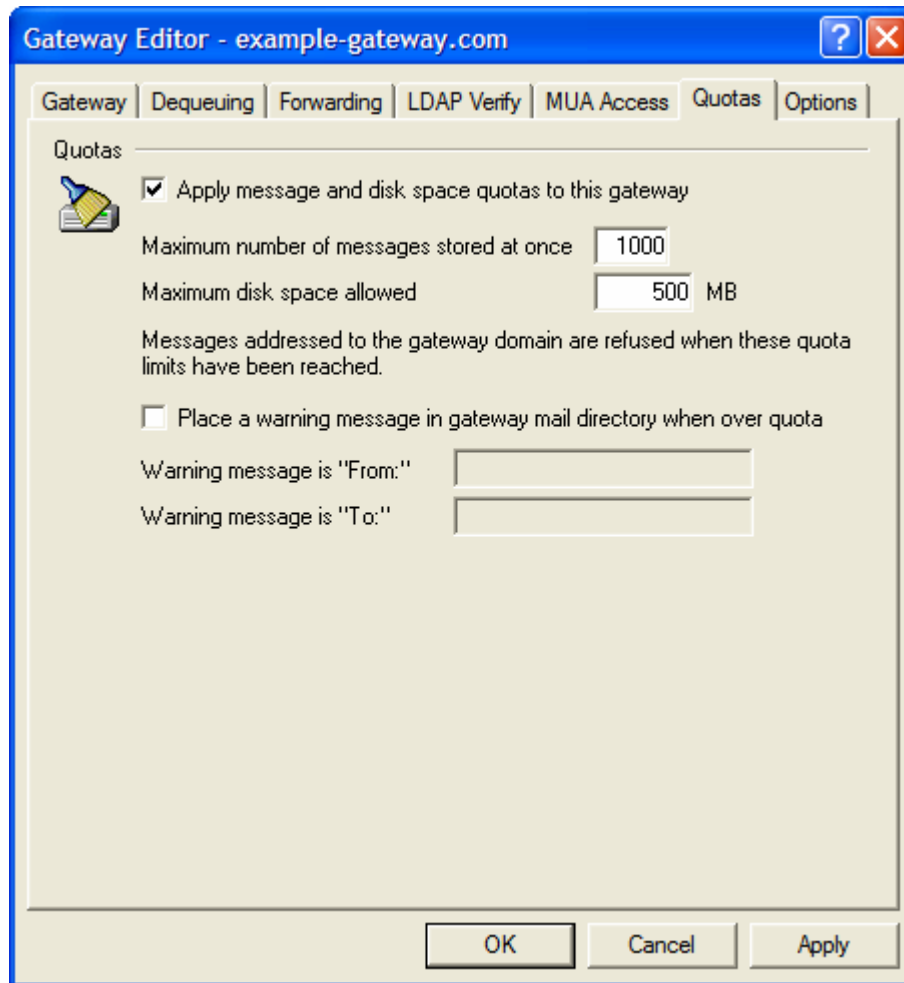 Gateway Editor - example-gateway.com
?
Gateway Dequeuing Forwarding LDAP Verify MUA Access Quotas Options
Quotas
Apply message and disk space quotas to this gateway
Maximum number of messages stored at once 1000
Maximum disk space allowed 500 MB
Messages addressed to the gateway domain are refused when these quota
limits have been reached.
Place a warning message in gateway mail directory when over quota
Warning message is "From:"
Warning message is "To:"
OK Cancel Apply